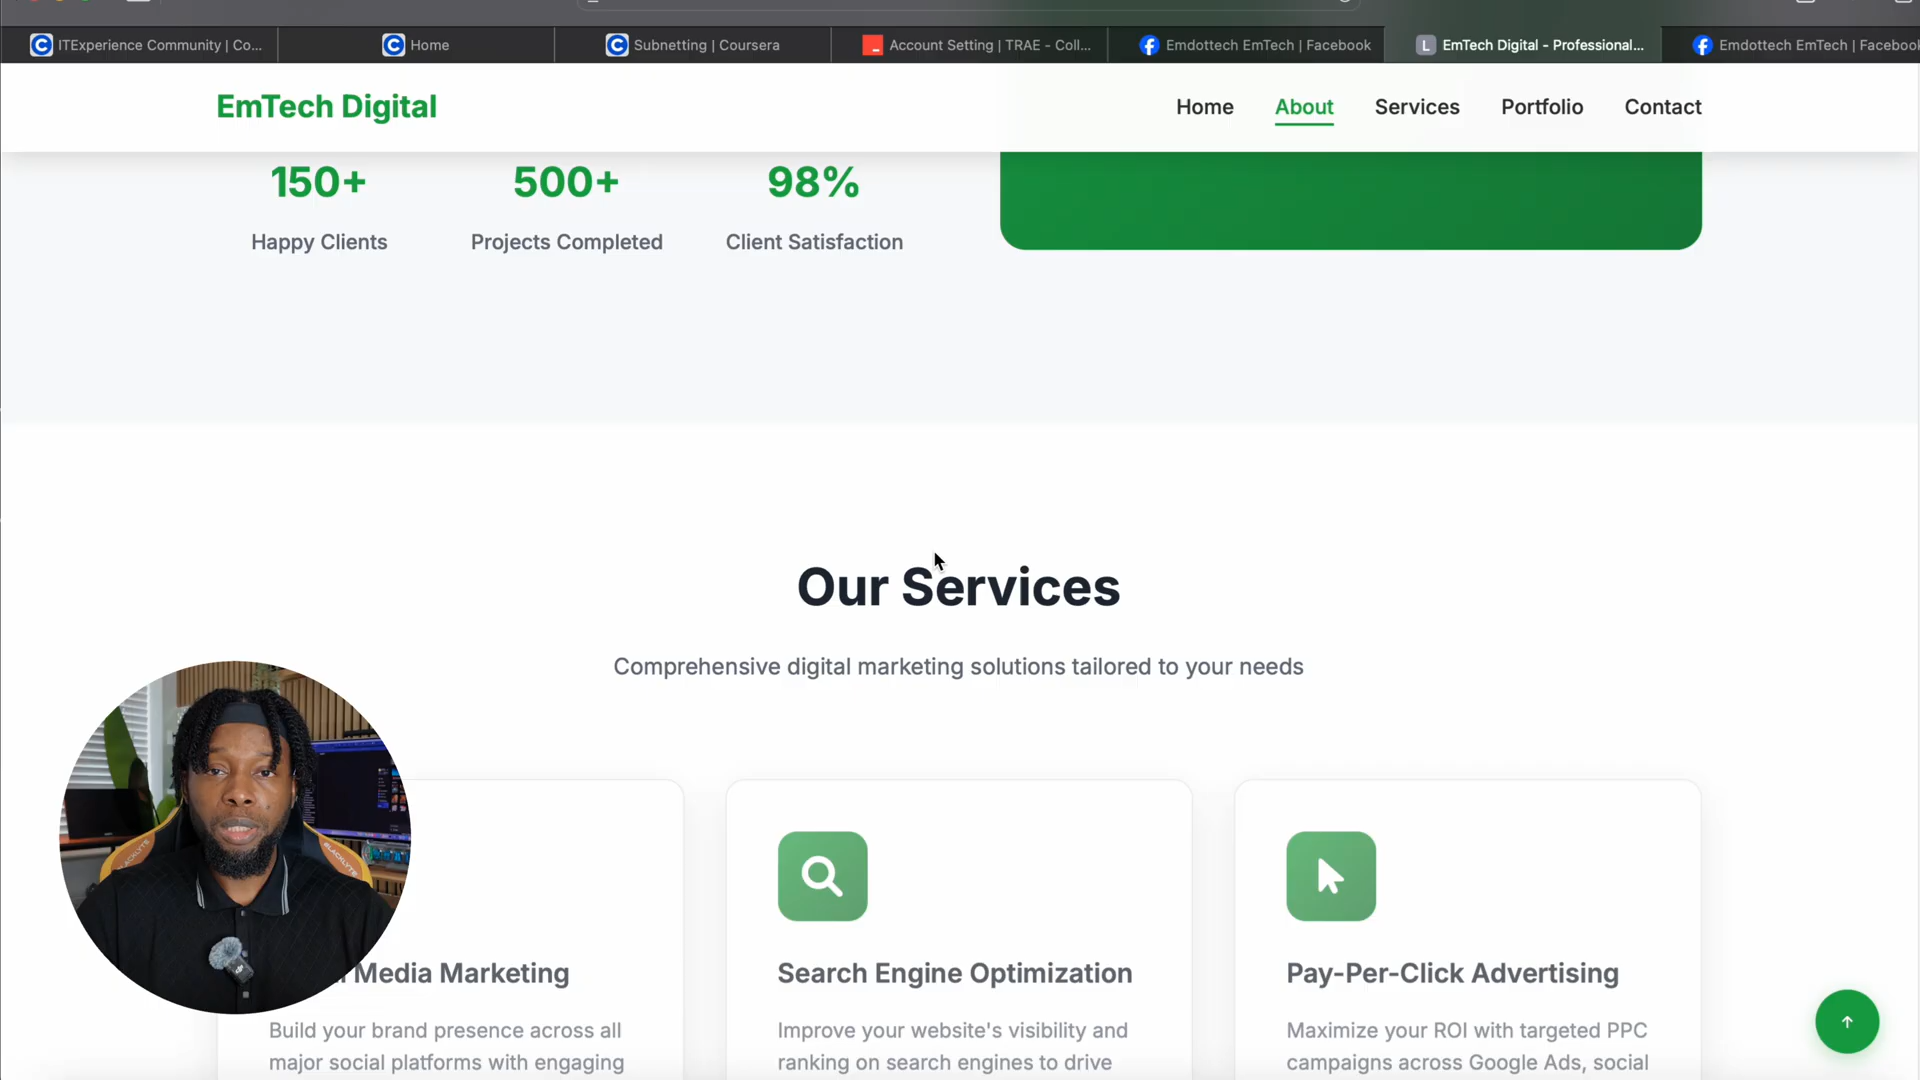 ITExperience Community | Co...
Home
Subnetting | Coursera
Account Setting | TRAE - Coll...
Emdottech EmTech | Facebook
L
EmTech Digital - Professional...
Emdottech EmTech | Facebook
EmTech Digital
Home
About
Services
Portfolio
Contact
150+
500+
98%
Happy Clients
Projects Completed
Client Satisfaction
Our Services
Comprehensive digital marketing solutions tailored to your needs
Media Marketing
Search Engine Optimization
Pay-Per-Click Advertising
Build your brand presence across all
major social platforms with engaging
Improve your website's visibility and
ranking on search engines to drive
Maximize your ROI with targeted PPC
campaigns across Google Ads, social
BLACKLYTE
BLACKLYTE